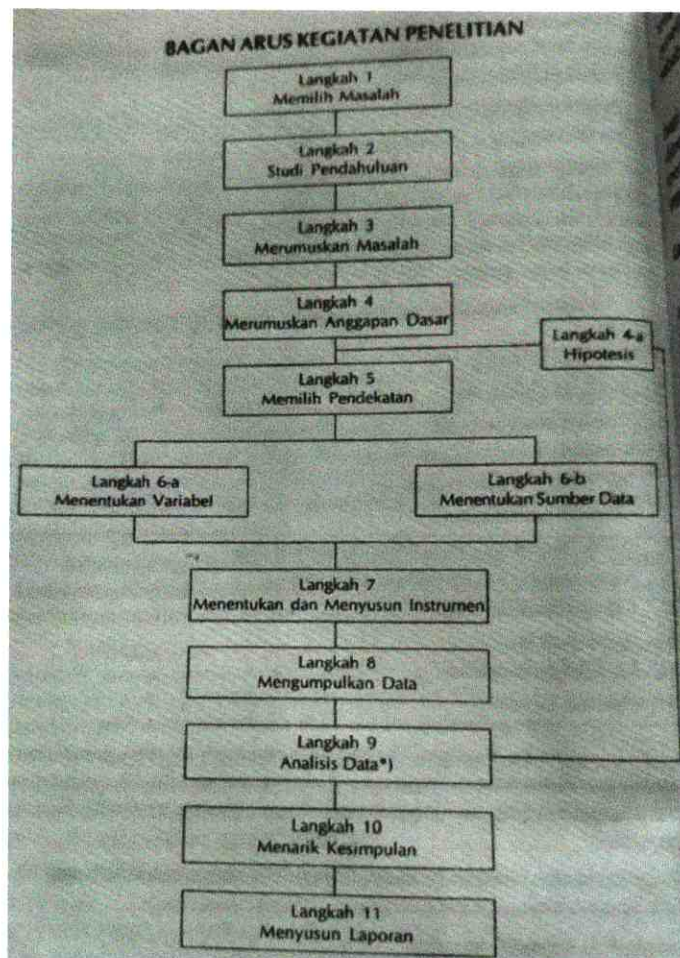 BAGAN ARUS KEGIATAN PENELITIAN
Langkah 1
Memilih Masalah
Langkah 2
Studi Pendahuluan
Langkah 3
Merumuskan Masalah
Langkah 4
Merumuskan Anggapan Dasar
Langkah 4-a
Hipotesis
Langkah 5
Memilih Pendekatan
Langkah 6-a
Menentukan Variabel
Langkah 6-b
Menentukan Sumber Data
Langkah 7
Menentukan dan Menyusun Instrumen
Langkah 8
Mengumpulkan Data
Langkah 9
Analisis Data*)
Langkah 10
Menarik Kesimpulan
Langkah 11
Menyusun Laporan